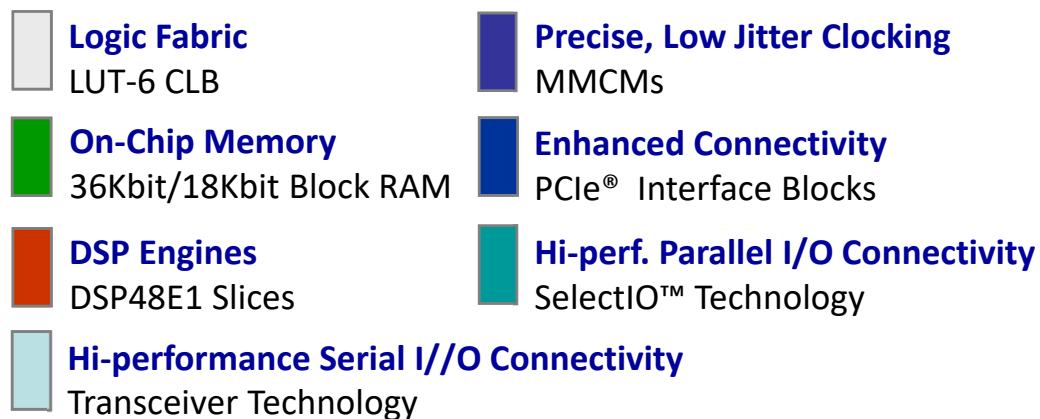 Logic Fabric
LUT-6 CLB
Precise, Low Jitter Clocking
MMCMs
On-Chip Memory
36Kbit/18Kbit Block RAM
Enhanced Connectivity
PCIe® Interface Blocks
DSP Engines
DSP48E1 Slices
Hi-perf. Parallel I/O Connectivity
SelectIO™ Technology
Hi-performance Serial I//O Connectivity
Transceiver Technology